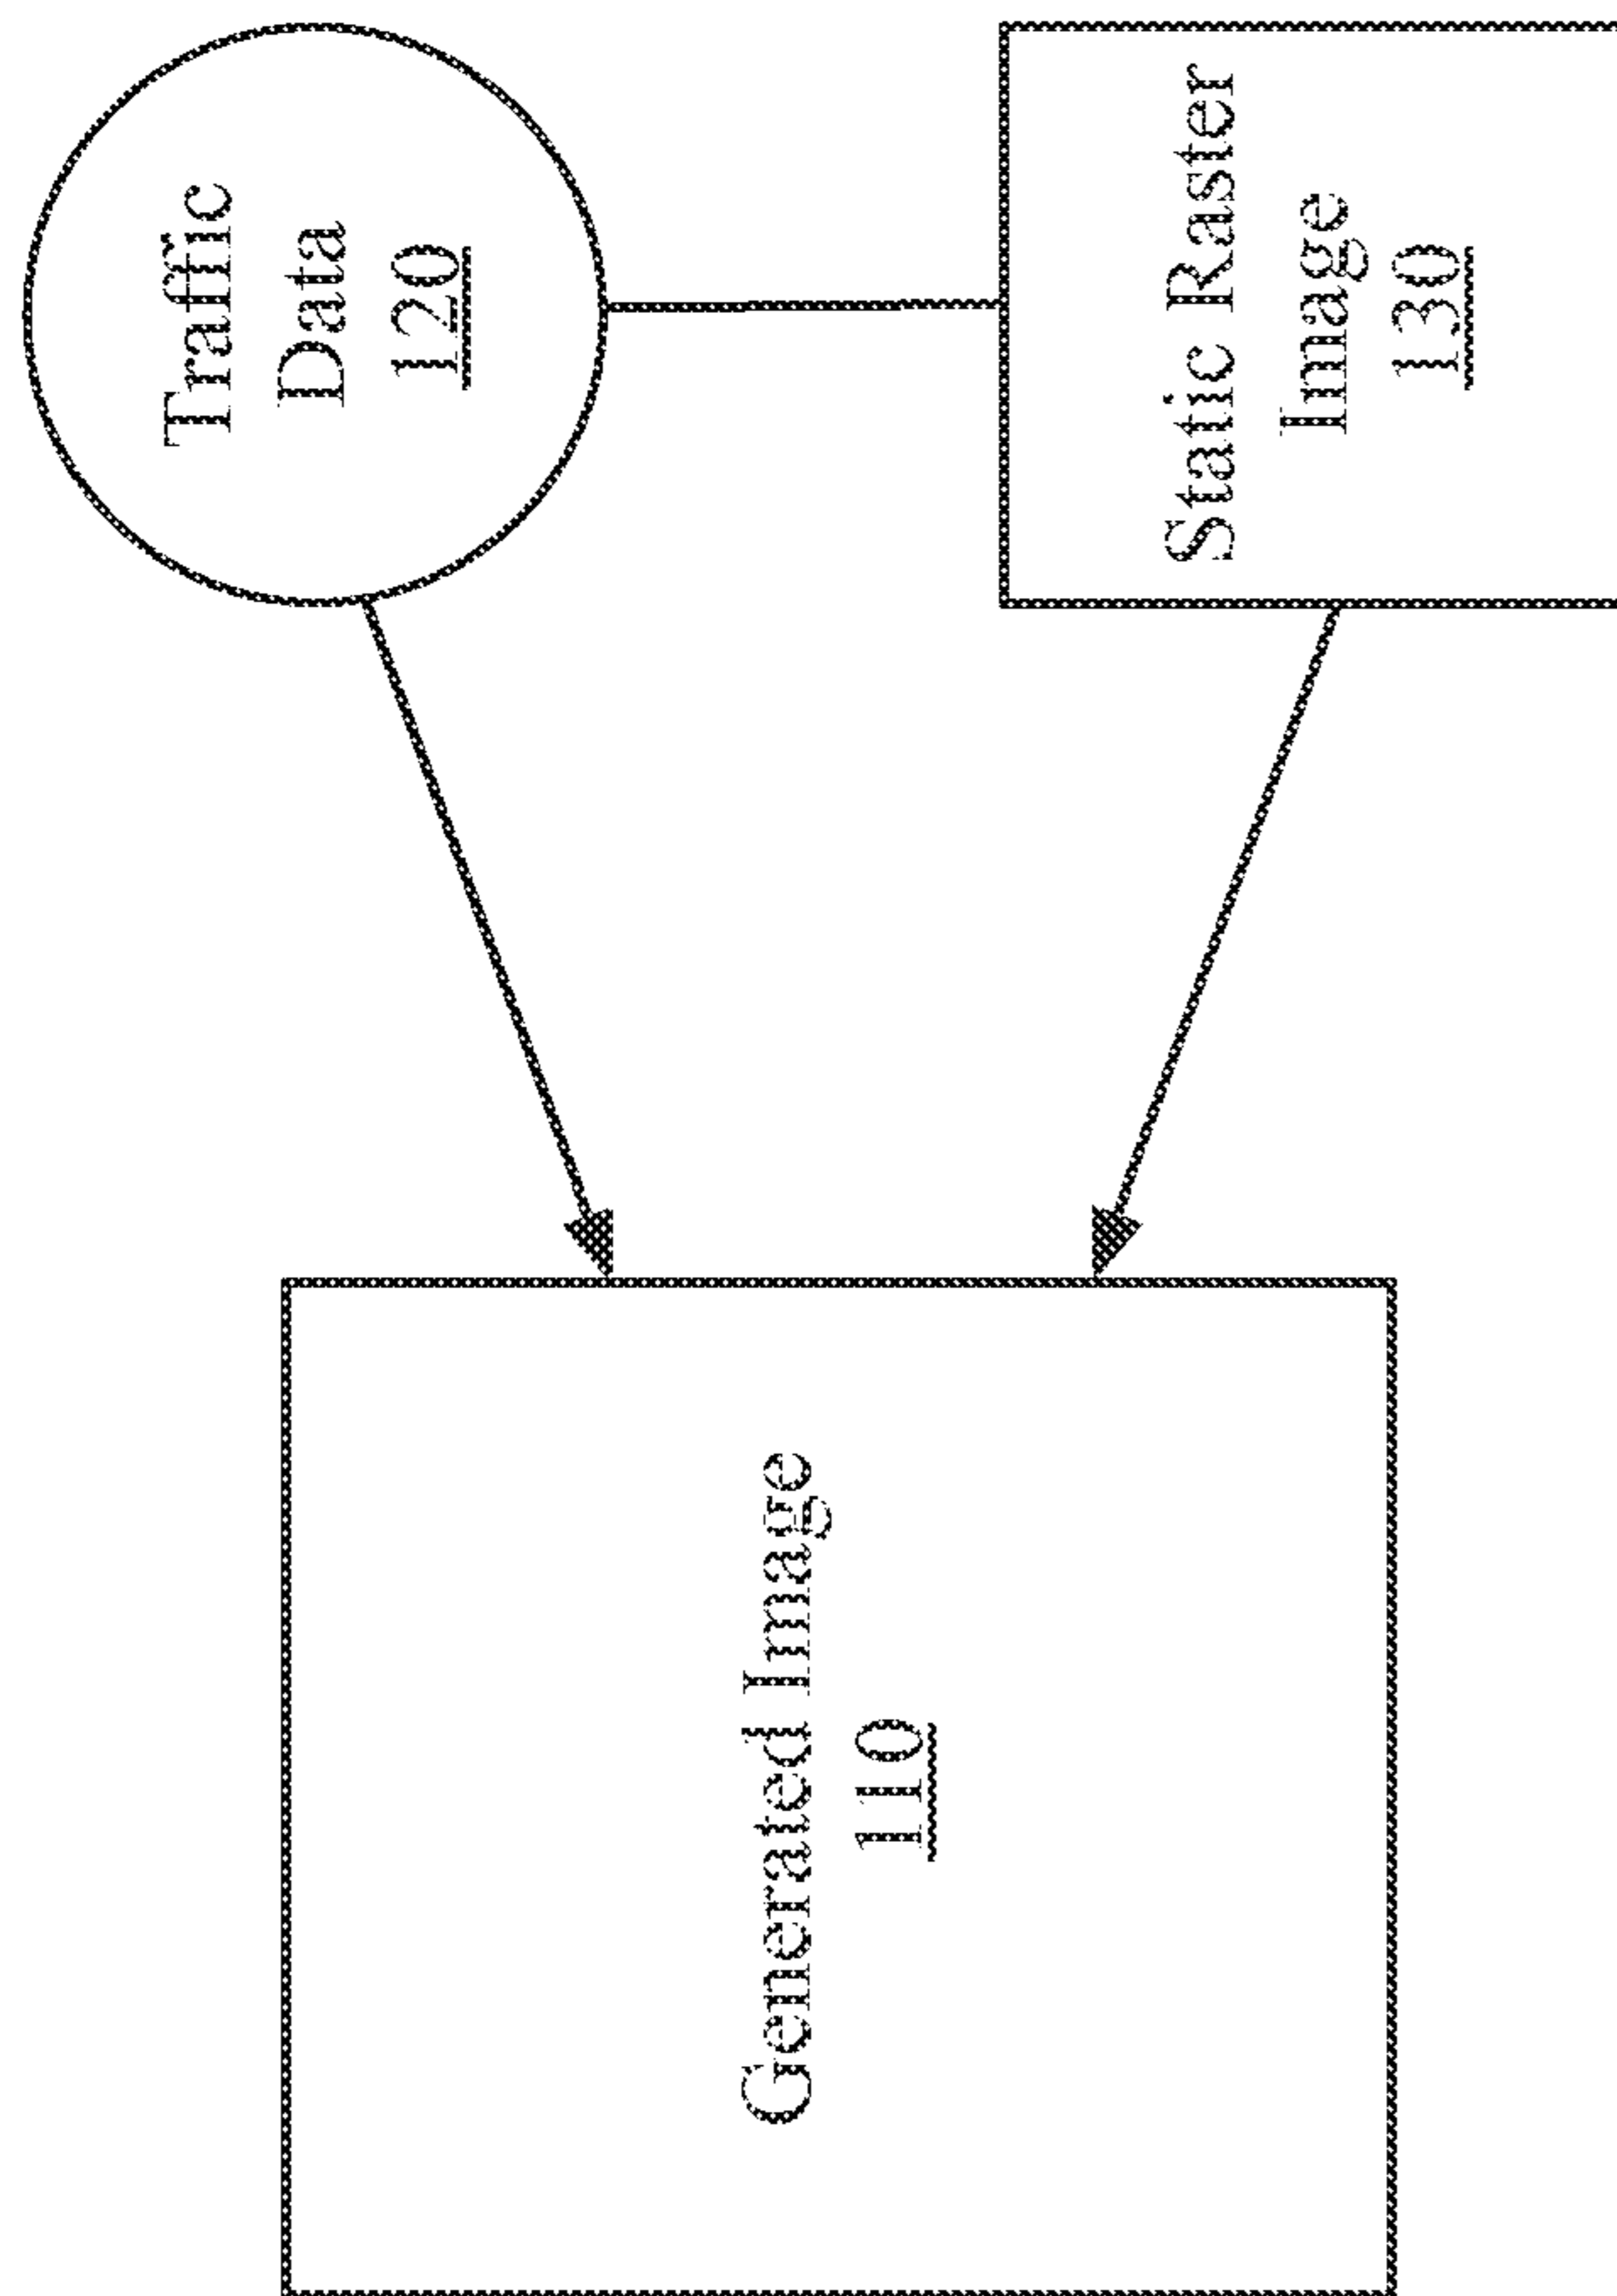 Traffic
Data
120
Static Raster
Image
130
Generated Image
110